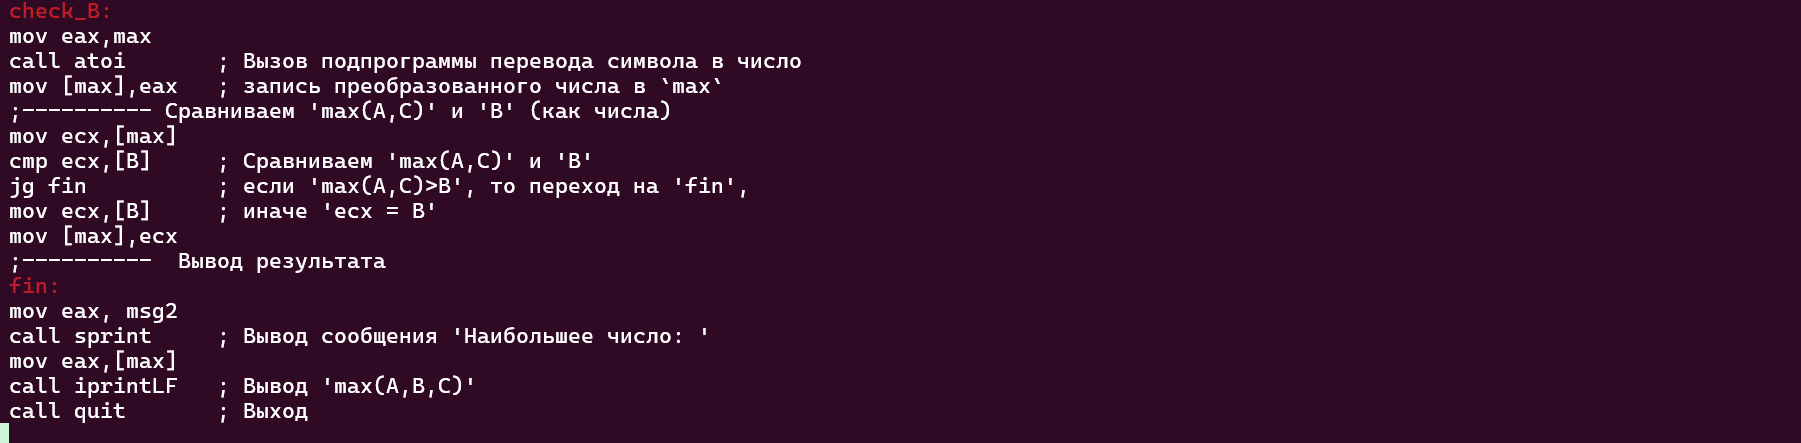 check_B:
mov eax,max
call atoi       ; Вызов подпрограммы перевода символа в число
mov [max],eax   ; запись преобразованного числа в `max`
;---------- Сравниваем 'max(A,C)' и 'B' (как числа)
mov ecx,[max]
cmp ecx,[B]     ; Сравниваем 'max(A,C)' и 'B'
jg fin          ; если 'max(A,C)>B', то переход на 'fin',
mov ecx,[B]     ; иначе 'ecx = B'
mov [max],ecx
;----------  Вывод результата
fin:
mov eax, msg2
call sprint     ; Вывод сообщения 'Наибольшее число: '
mov eax,[max]
call iprintLF   ; Вывод 'max(A,B,C)'
call quit       ; Выход